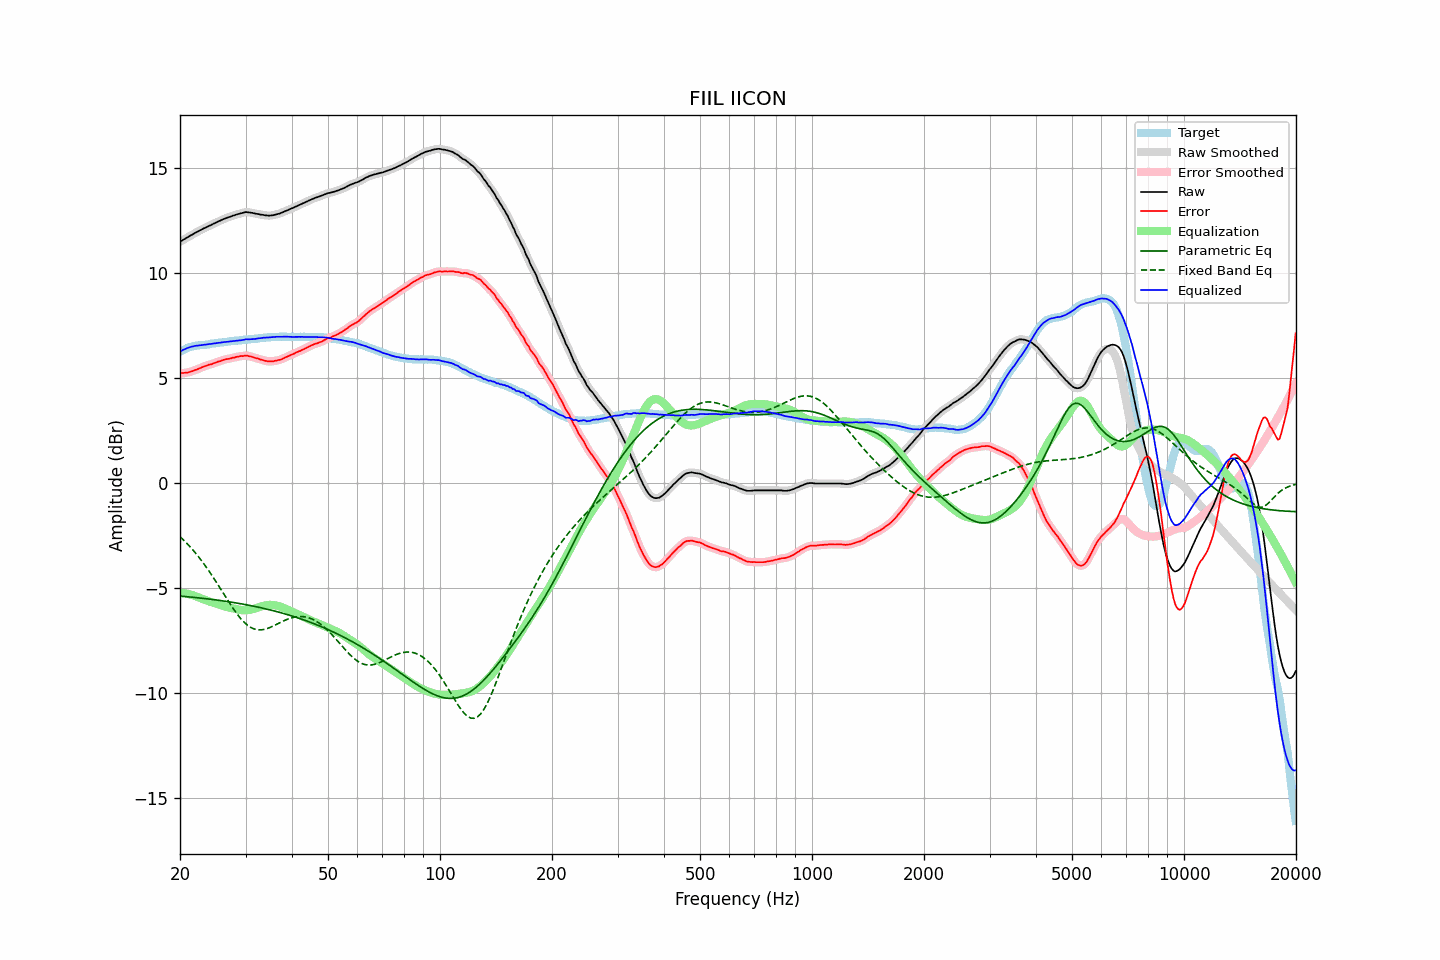 FIIL IICON
Amplitude (dBr)
15
10
5
0
−5
−10
−15
Target
Raw Smoothed
Error Smoothed
Raw
Error
Equalization
Parametric Eq
Fixed Band Eq
Equalized
20 50 100 200 500 1000 2000 5000 10000 20000
Frequency (Hz)